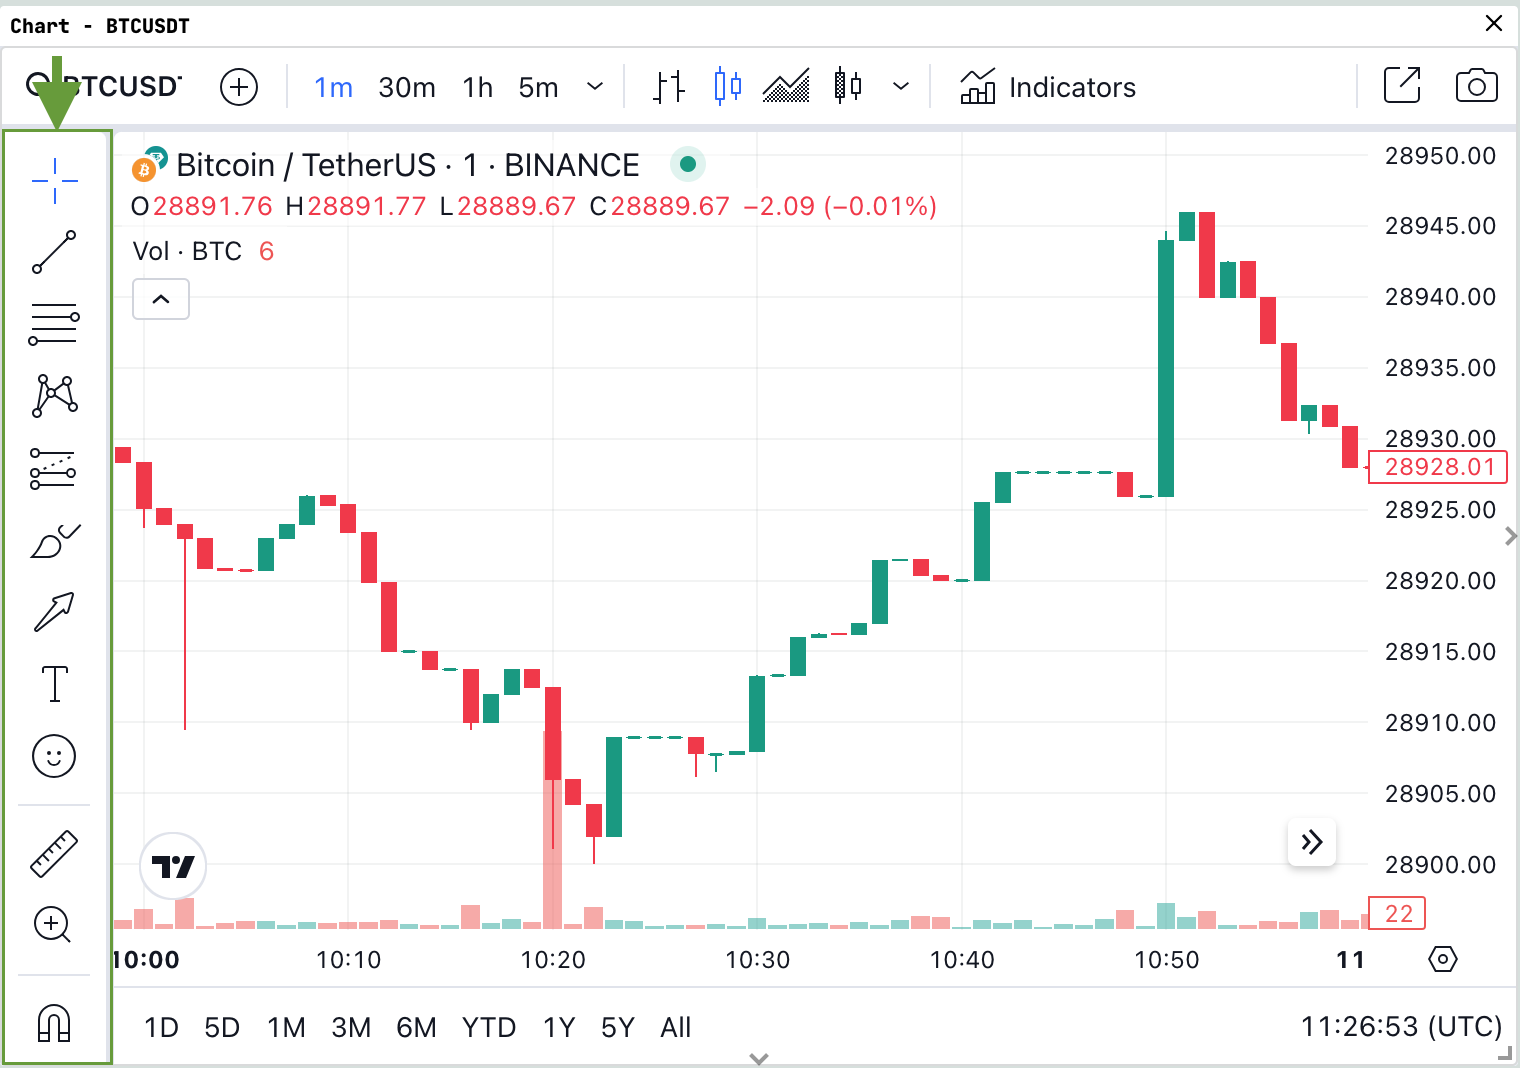 Chart - BTCUSDT
BTCUSD 1m 30m 1h 5m Indicators
Bitcoin / TetherUS · 1 · BINANCE
O28891.76 H28891.77 L28889.67 C28889.67 −2.09 (−0.01%)
Vol · BTC 6
28950.00
28945.00
28940.00
28935.00
28930.00
28928.01
28925.00
28920.00
28915.00
28910.00
28905.00
28900.00
22
10:00 10:10 10:20 10:30 10:40 10:50 11
1D 5D 1M 3M 6M YTD 1Y 5Y All 11:26:53 (UTC)